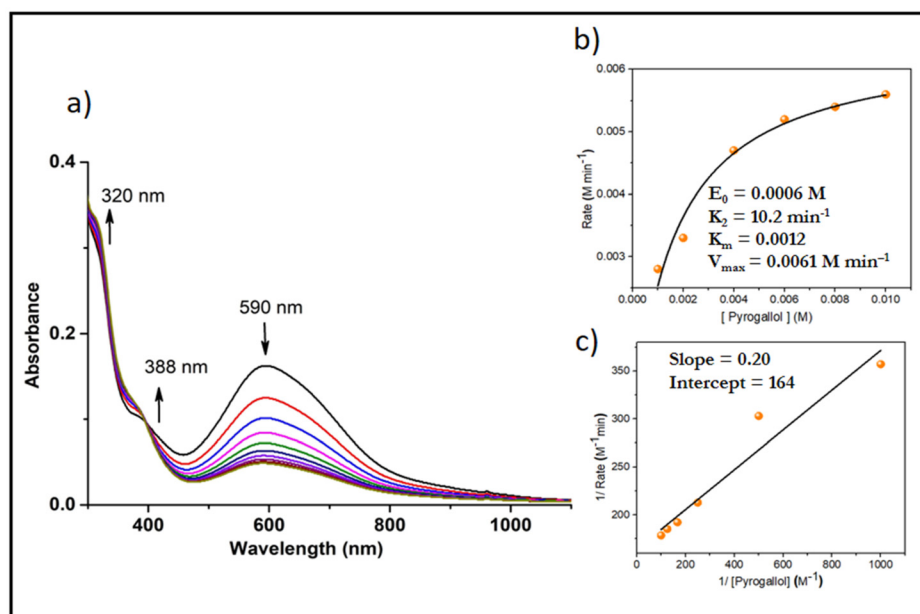 a)
320 nm
388 nm
590 nm
0.4
0.2
0.0
Absorbance
400
600
800
1000
Wavelength (nm)
b)
0.006
0.005
0.004
0.003
Rate (M min⁻¹)
E₀ = 0.0006 M
K₂ = 10.2 min⁻¹
Kₘ = 0.0012
Vₘₐₓ = 0.0061 M min⁻¹
0.000
0.002
0.004
0.006
0.008
0.010
[ Pyrogallol ] (M)
c)
Slope = 0.20
Intercept = 164
350
300
250
200
1/ Rate (M⁻¹min)
0
200
400
600
800
1000
1/ [Pyrogallol] (M⁻¹)